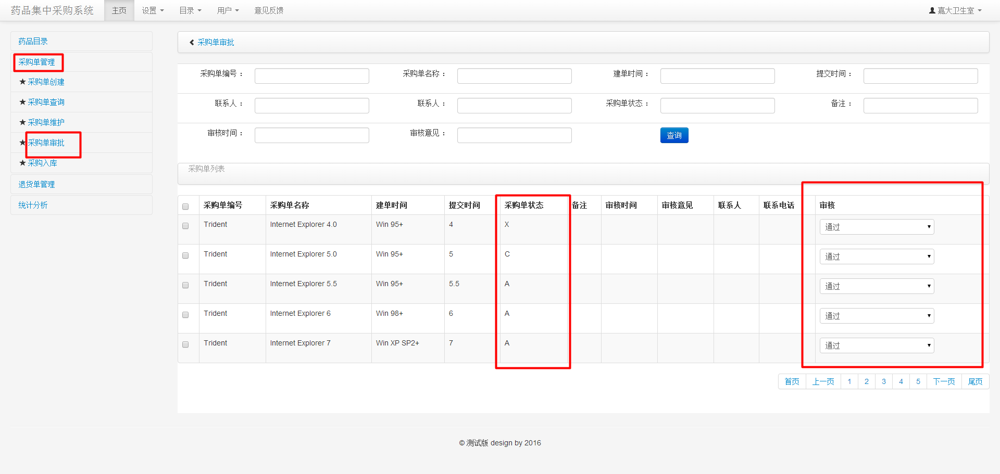 药品集中采购系统 主页 设置 目录 用户 意见反馈 嘉大卫生室
药品目录
采购单管理
★ 采购单创建
★ 采购单查询
★ 采购单维护
★ 采购单审批
★ 采购入库
退货单管理
统计分析
采购单审批
采购单编号： 采购单名称： 建单时间： 提交时间：
联系人： 联系人： 采购单状态： 备注：
审核时间： 审核意见： 查询
采购单列表
采购单编号 采购单名称 建单时间 提交时间 采购单状态 备注 审核时间 审核意见 联系人 联系电话 审核
Trident Internet Explorer 4.0 Win 95+ 4 X 通过
Trident Internet Explorer 5.0 Win 95+ 5 C 通过
Trident Internet Explorer 5.5 Win 95+ 5.5 A 通过
Trident Internet Explorer 6 Win 98+ 6 A 通过
Trident Internet Explorer 7 Win XP SP2+ 7 A 通过
首页 上一页 1 2 3 4 5 下一页 尾页
© 测试版 design by 2016